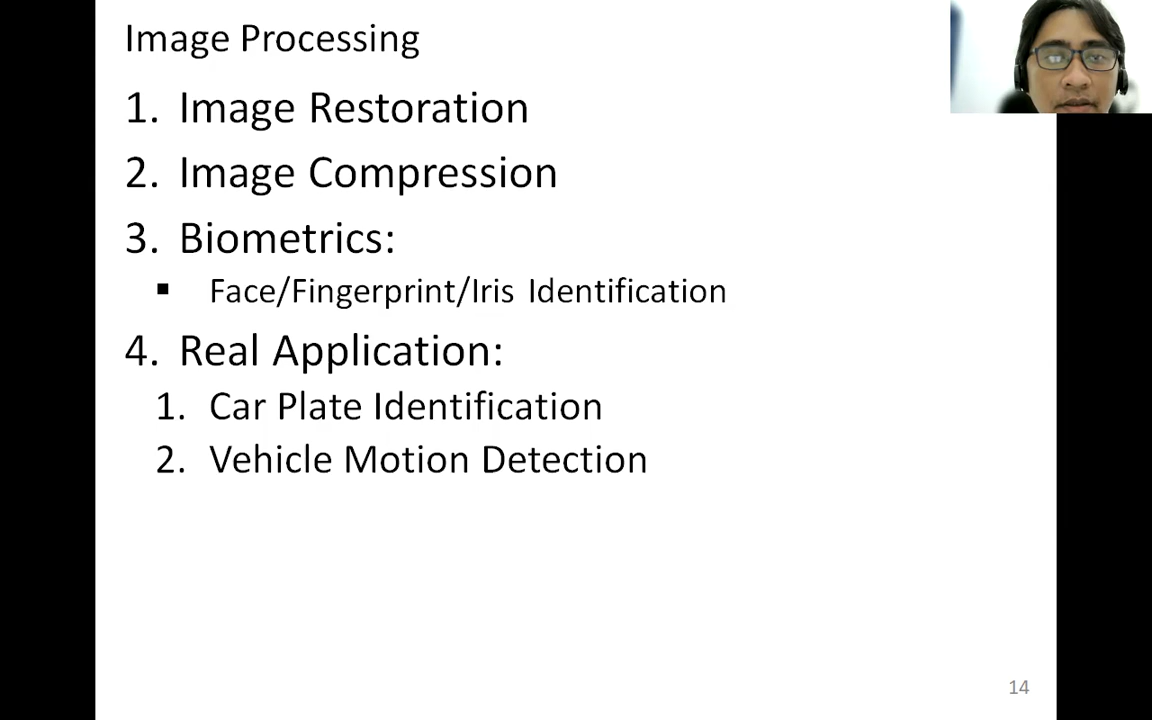 Image Processing
1. Image Restoration
2. Image Compression
3. Biometrics:
▪ Face/Fingerprint/Iris Identification
4. Real Application:
1. Car Plate Identification
2. Vehicle Motion Detection
14